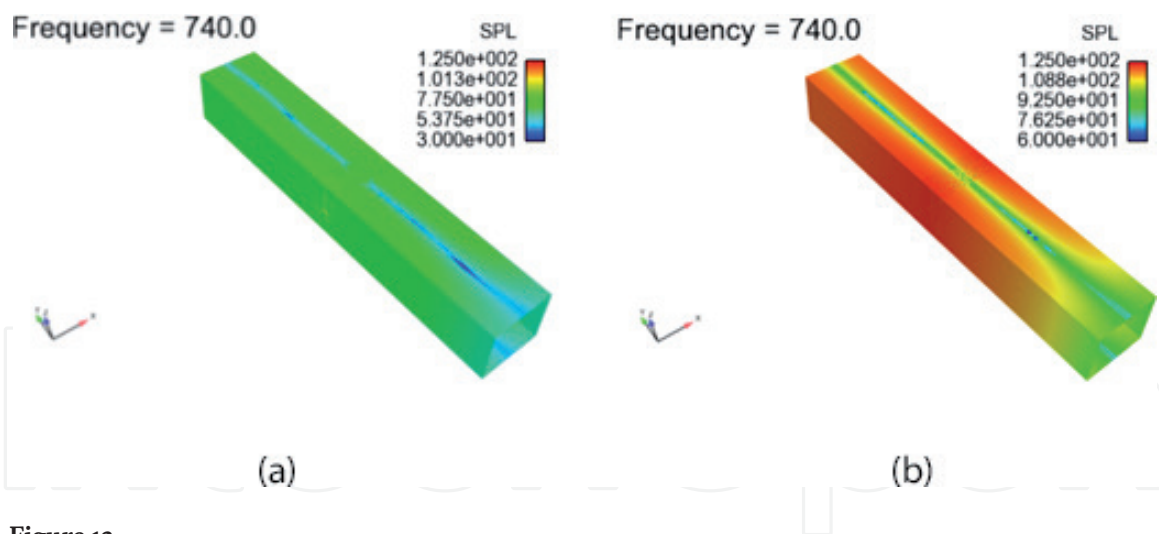 Frequency = 740.0
SPL
1.250e+002
1.013e+002
7.750e+001
5.375e+001
3.000e+001
(a)
Frequency = 740.0
SPL
1.250e+002
1.088e+002
9.250e+001
7.625e+001
6.000e+001
(b)